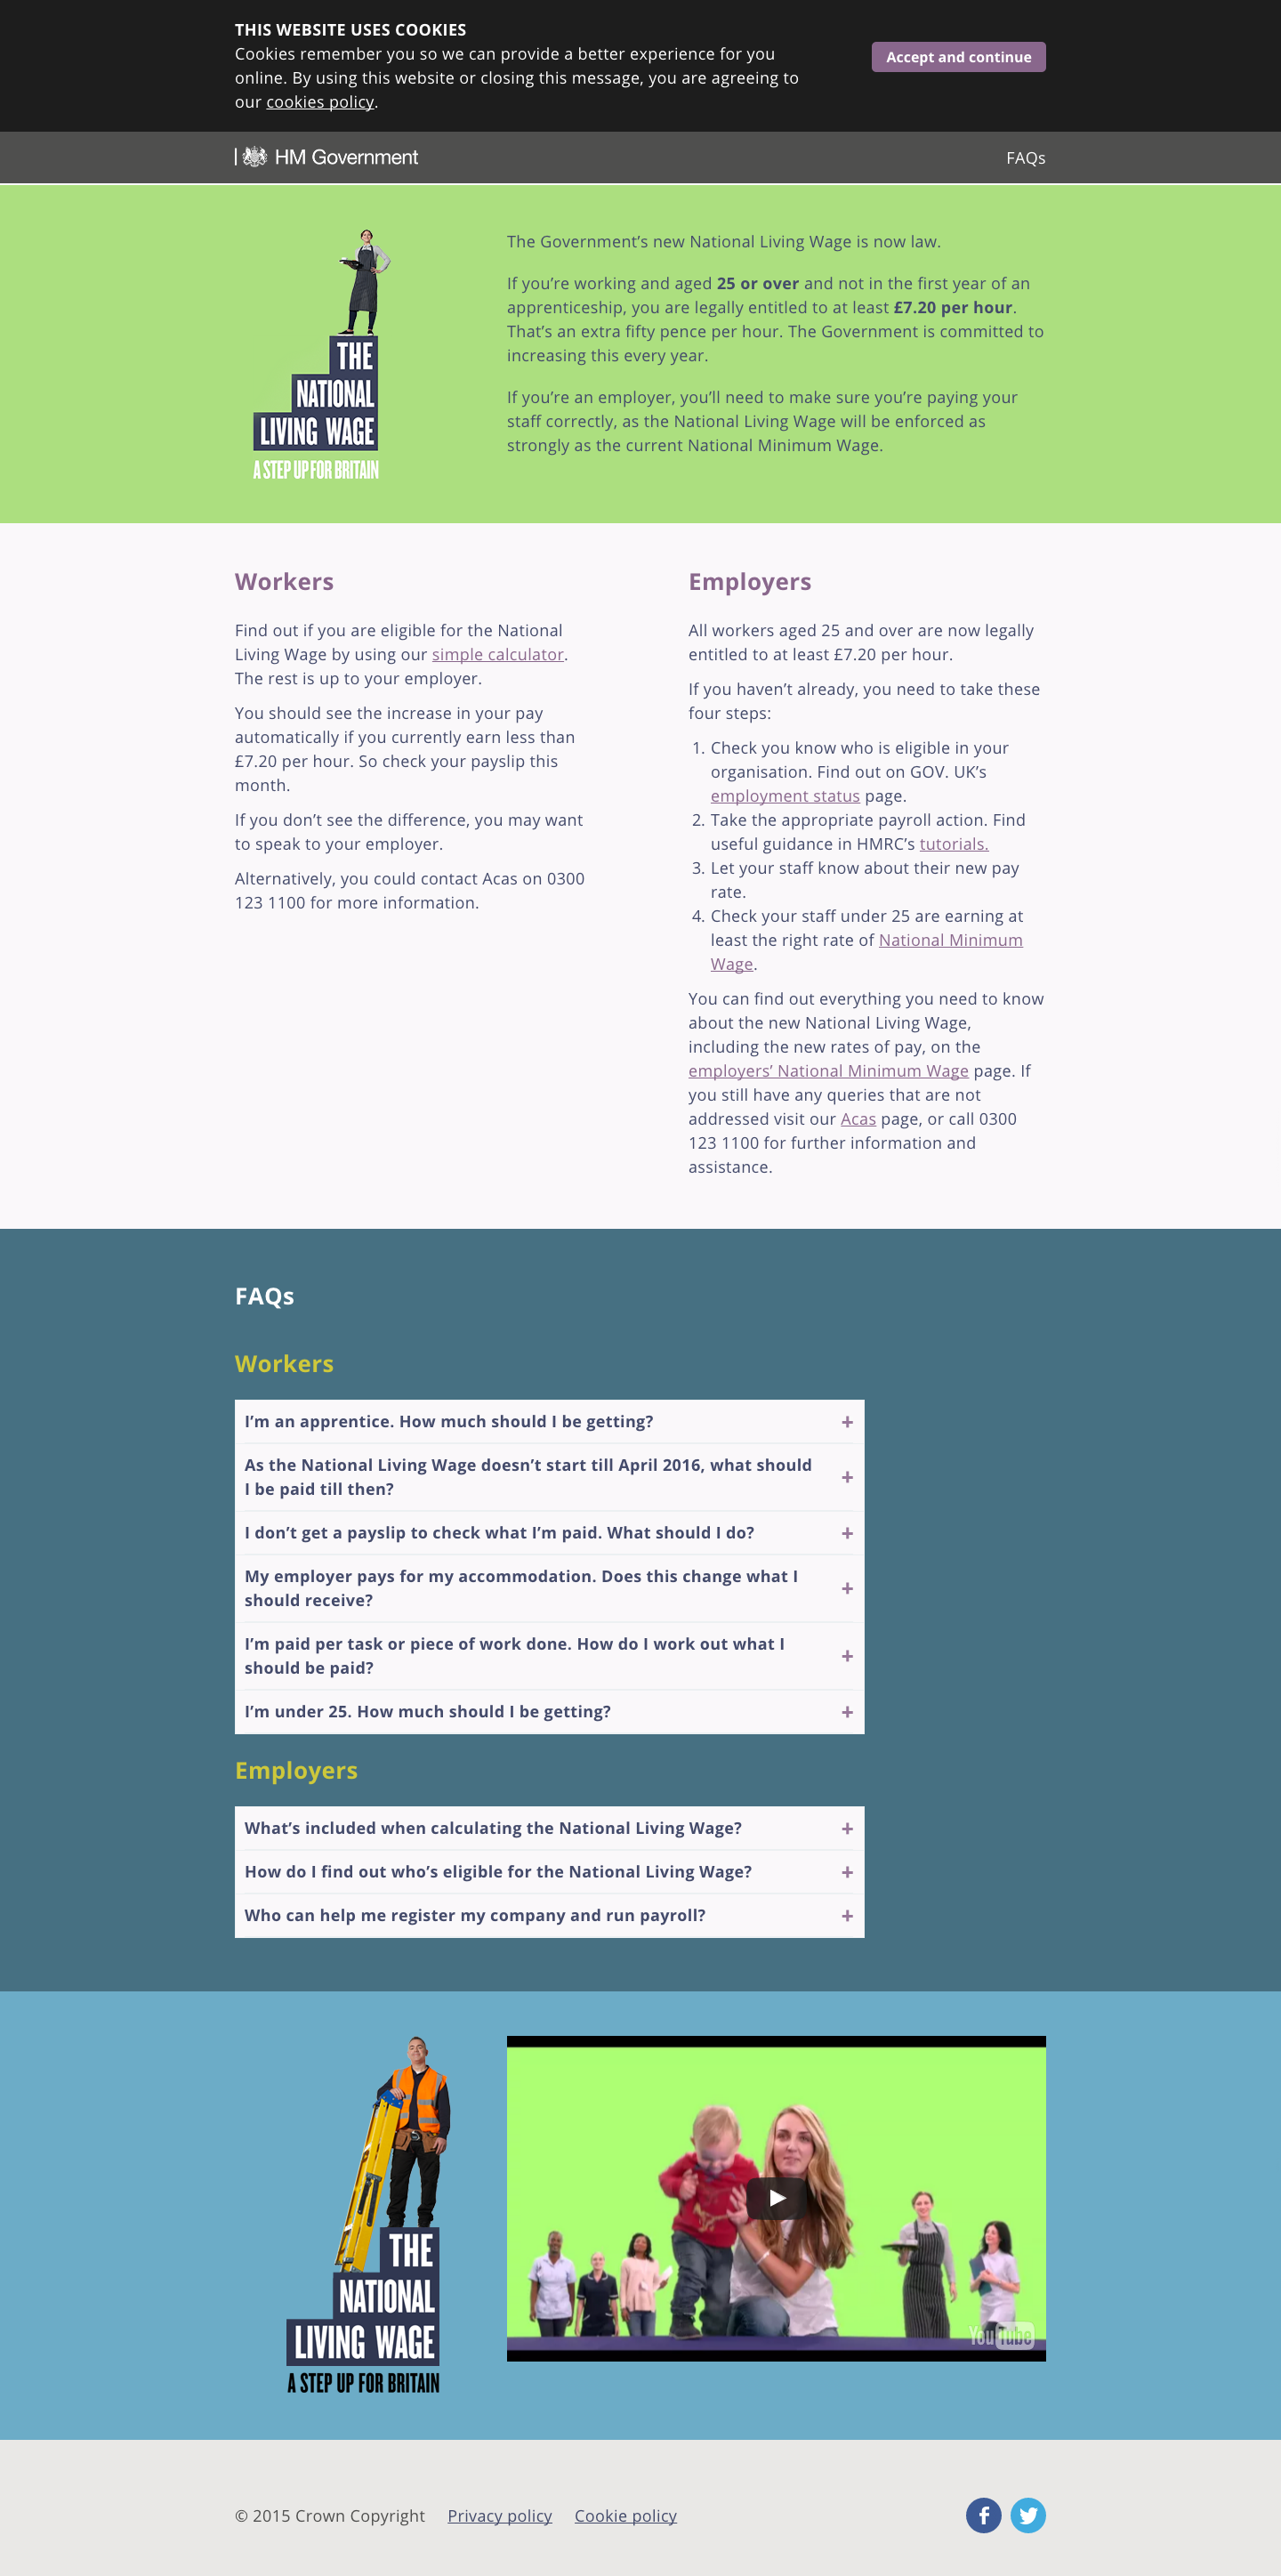 THIS WEBSITE USES COOKIES
Cookies remember you so we can provide a better experience for you
online. By using this website or closing this message, you are agreeing to
our cookies policy.
Accept and continue
HM Government
FAQs
THE
NATIONAL
LIVING WAGE
A STEP UP FOR BRITAIN
The Government’s new National Living Wage is now law.
If you’re working and aged 25 or over and not in the first year of an
apprenticeship, you are legally entitled to at least £7.20 per hour.
That’s an extra fifty pence per hour. The Government is committed to
increasing this every year.
If you’re an employer, you’ll need to make sure you’re paying your
staff correctly, as the National Living Wage will be enforced as
strongly as the current National Minimum Wage.
Workers
Find out if you are eligible for the National
Living Wage by using our simple calculator.
The rest is up to your employer.
You should see the increase in your pay
automatically if you currently earn less than
£7.20 per hour. So check your payslip this
month.
If you don’t see the difference, you may want
to speak to your employer.
Alternatively, you could contact Acas on 0300
123 1100 for more information.
Employers
All workers aged 25 and over are now legally
entitled to at least £7.20 per hour.
If you haven’t already, you need to take these
four steps:
1. Check you know who is eligible in your
organisation. Find out on GOV. UK’s
employment status page.
2. Take the appropriate payroll action. Find
useful guidance in HMRC’s tutorials.
3. Let your staff know about their new pay
rate.
4. Check your staff under 25 are earning at
least the right rate of National Minimum
Wage.
You can find out everything you need to know
about the new National Living Wage,
including the new rates of pay, on the
employers’ National Minimum Wage page. If
you still have any queries that are not
addressed visit our Acas page, or call 0300
123 1100 for further information and
assistance.
FAQs
Workers
I’m an apprentice. How much should I be getting? +
As the National Living Wage doesn’t start till April 2016, what should
I be paid till then? +
I don’t get a payslip to check what I’m paid. What should I do? +
My employer pays for my accommodation. Does this change what I
should receive? +
I’m paid per task or piece of work done. How do I work out what I
should be paid? +
I’m under 25. How much should I be getting? +
Employers
What’s included when calculating the National Living Wage? +
How do I find out who’s eligible for the National Living Wage? +
Who can help me register my company and run payroll? +
THE
NATIONAL
LIVING WAGE
A STEP UP FOR BRITAIN
YouTube
© 2015 Crown Copyright Privacy policy Cookie policy